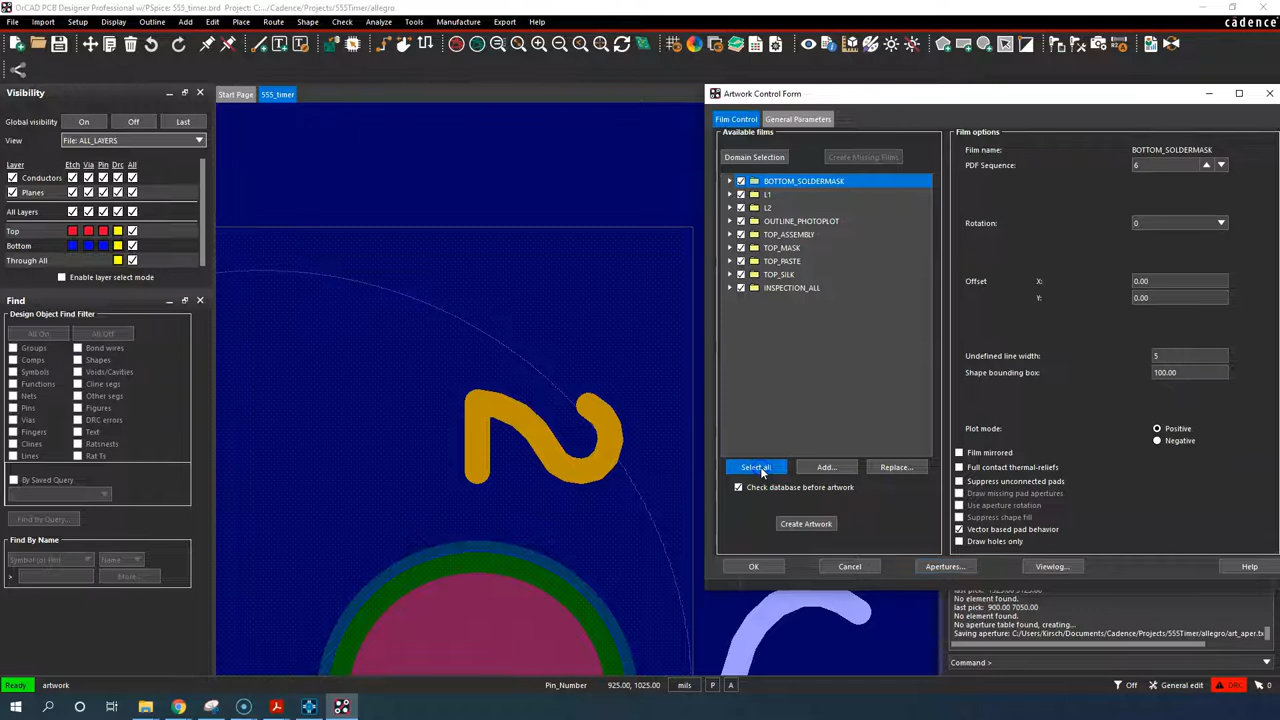 OrCAD PCB Designer Professional w/PSpice: 555_timer.brd Project: C:/.../Cadence/Projects/555Timer/allegro
File Import Setup Display Outline Add Edit Place Route Shape Check Analyze Tools Manufacture Export Help
cadence
Visibility
Global visibility On Off Last
View File: ALL_LAYERS
Layer Etch Via Pin Drc All
Conductors
Planes
All Layers
Top
Bottom
Through All
Enable layer select mode
Find
Design Object Find Filter
All On All Off
Groups Bond wires
Comps Shapes
Symbols Voids/Cavities
Functions Cline segs
Nets Other segs
Pins Figures
Vias DRC errors
Fingers Text
Clines Ratsnests
Lines Rat Ts
By Saved Query
Find By Query...
Find By Name
Symbol (or Pin) Name
> More...
Start Page 555_timer
Artwork Control Form
Film Control General Parameters
Available films
Domain Selection Create Missing Films
BOTTOM_SOLDERMASK
L1
L2
OUTLINE_PHOTOPLOT
TOP_ASSEMBLY
TOP_MASK
TOP_PASTE
TOP_SILK
INSPECTION_ALL
Select all Add... Replace...
Check database before artwork
Create Artwork
Film options
Film name: BOTTOM_SOLDERMASK
PDF Sequence: 6
Rotation: 0
Offset X: 0.00
Y: 0.00
Undefined line width: 5
Shape bounding box: 100.00
Plot mode: Positive
Negative
Film mirrored
Full contact thermal-reliefs
Suppress unconnected pads
Draw missing pad apertures
Use aperture rotation
Suppress shape fill
Vector based pad behavior
Draw holes only
OK Cancel Apertures... Viewlog... Help
No element found.
last pick: 900.00 7050.00
No element found.
No aperture table found, creating...
Saving aperture: C:/Users/Kirsch/Documents/Cadence/Projects/555Timer/allegro/art_aper.tx
Command >
Ready artwork Pin_Number 925.00, 1025.00 mils P A Off General edit DRC 0